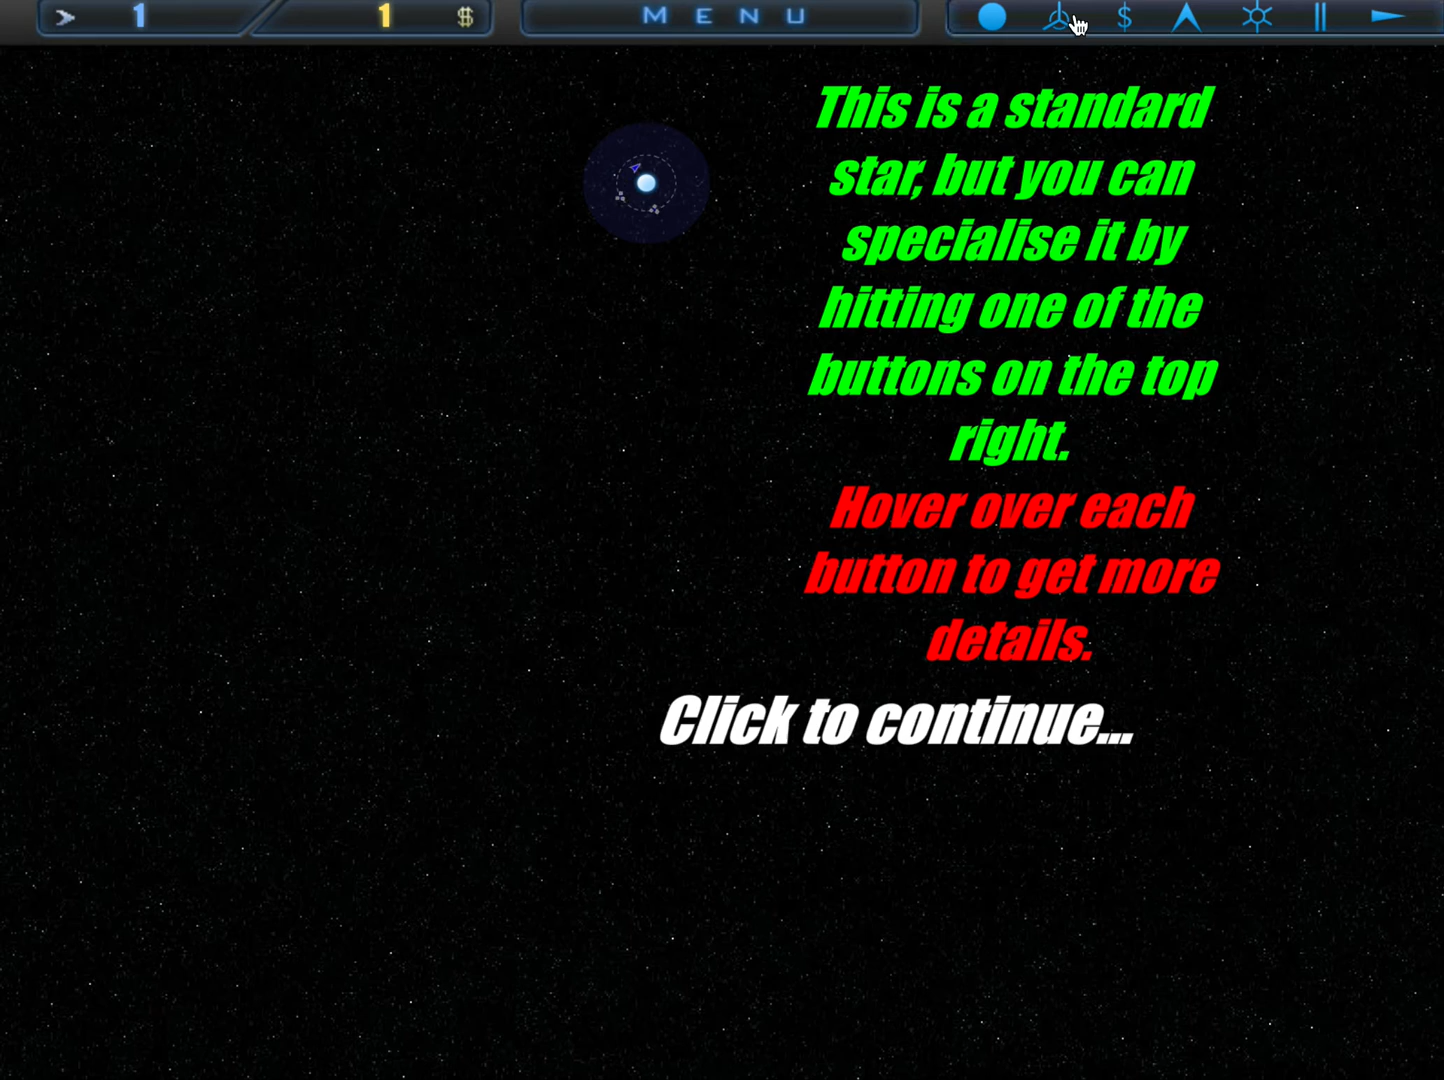 1 1 $ MENU $
This is a standard
star, but you can
specialise it by
hitting one of the
buttons on the top
right.
Hover over each
button to get more
details.
Click to continue...